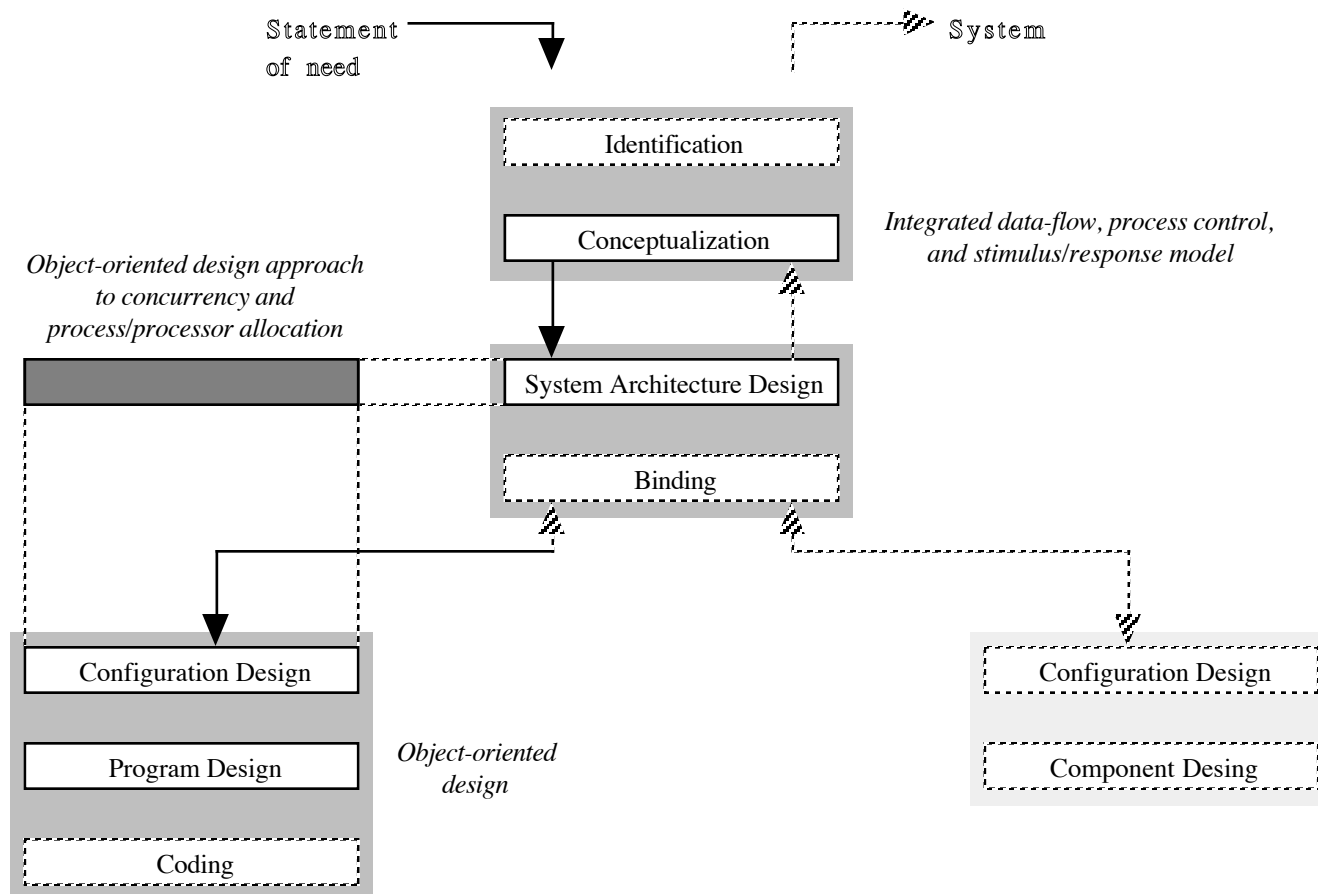 Statement
of need
System
Identification
Conceptualization
Integrated data-flow, process control,
and stimulus/response model
Object-oriented design approach
to concurrency and
process/processor allocation
System Architecture Design
Binding
Configuration Design
Program Design
Coding
Object-oriented
design
Configuration Design
Component Desing